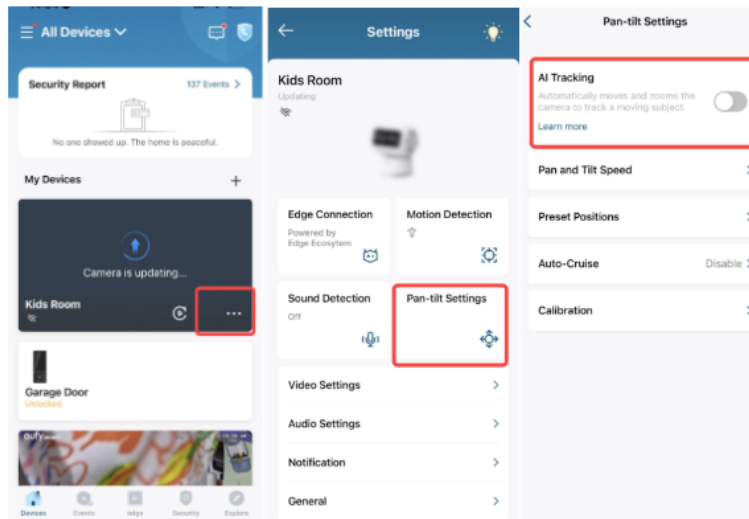 All Devices
Security Report
137 Events >
No one showed up. The home is peaceful.
My Devices
+
Camera is updating...
Kids Room
...
Garage Door
Unlocked
eufy
Devices
Events
edge
Security
Explore
Settings
Kids Room
Updating
Edge Connection
Powered by
Edge Ecosytem
Motion Detection
Sound Detection
Off
Pan-tilt Settings
Video Settings
Audio Settings
Notification
General
Pan-tilt Settings
AI Tracking
Automatically moves and zooms the
camera to track a moving subject.
Learn more
Pan and Tilt Speed
Preset Positions
Auto-Cruise
Disable
Calibration